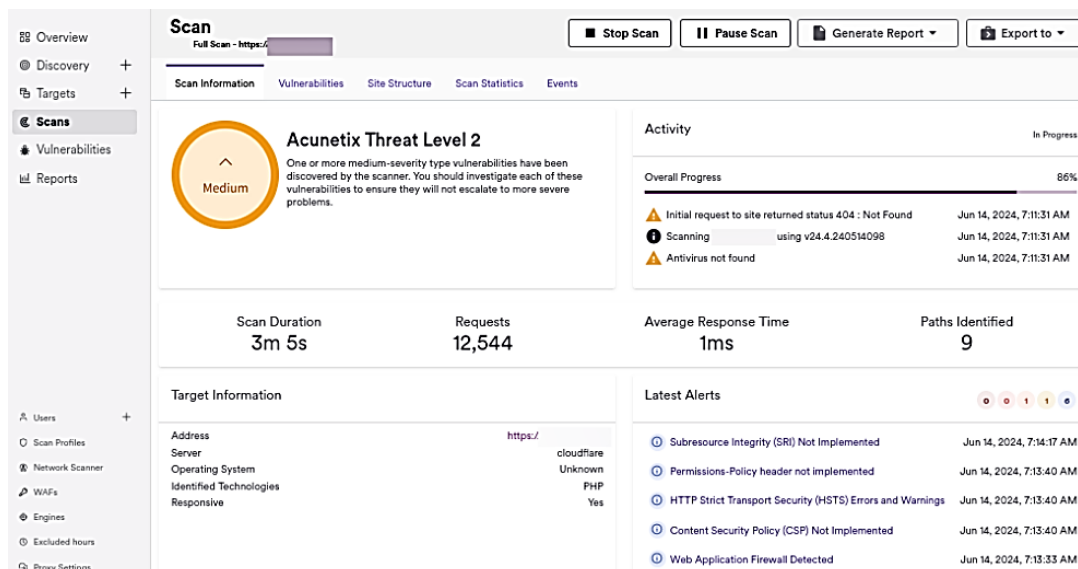 Overview
Discovery +
Targets +
Scans
Vulnerabilities
Reports
Users +
Scan Profiles
Network Scanner
WAFs
Engines
Excluded hours
Proxy Settings
Scan
Full Scan - https:/
Stop Scan
Pause Scan
Generate Report
Export to
Scan Information
Vulnerabilities
Site Structure
Scan Statistics
Events
Medium
Acunetix Threat Level 2
One or more medium-severity type vulnerabilities have been
discovered by the scanner. You should investigate each of these
vulnerabilities to ensure they will not escalate to more severe
problems.
Activity
In Progress
Overall Progress 86%
Initial request to site returned status 404 : Not Found Jun 14, 2024, 7:11:31 AM
Scanning using v24.4.240514098 Jun 14, 2024, 7:11:31 AM
Antivirus not found Jun 14, 2024, 7:11:31 AM
Scan Duration
3m 5s
Requests
12,544
Average Response Time
1ms
Paths Identified
9
Target Information
Address https:/
Server cloudflare
Operating System Unknown
Identified Technologies PHP
Responsive Yes
Latest Alerts 0 0 1 1 6
Subresource Integrity (SRI) Not Implemented Jun 14, 2024, 7:14:17 AM
Permissions-Policy header not implemented Jun 14, 2024, 7:13:40 AM
HTTP Strict Transport Security (HSTS) Errors and Warnings Jun 14, 2024, 7:13:40 AM
Content Security Policy (CSP) Not Implemented Jun 14, 2024, 7:13:40 AM
Web Application Firewall Detected Jun 14, 2024, 7:13:33 AM